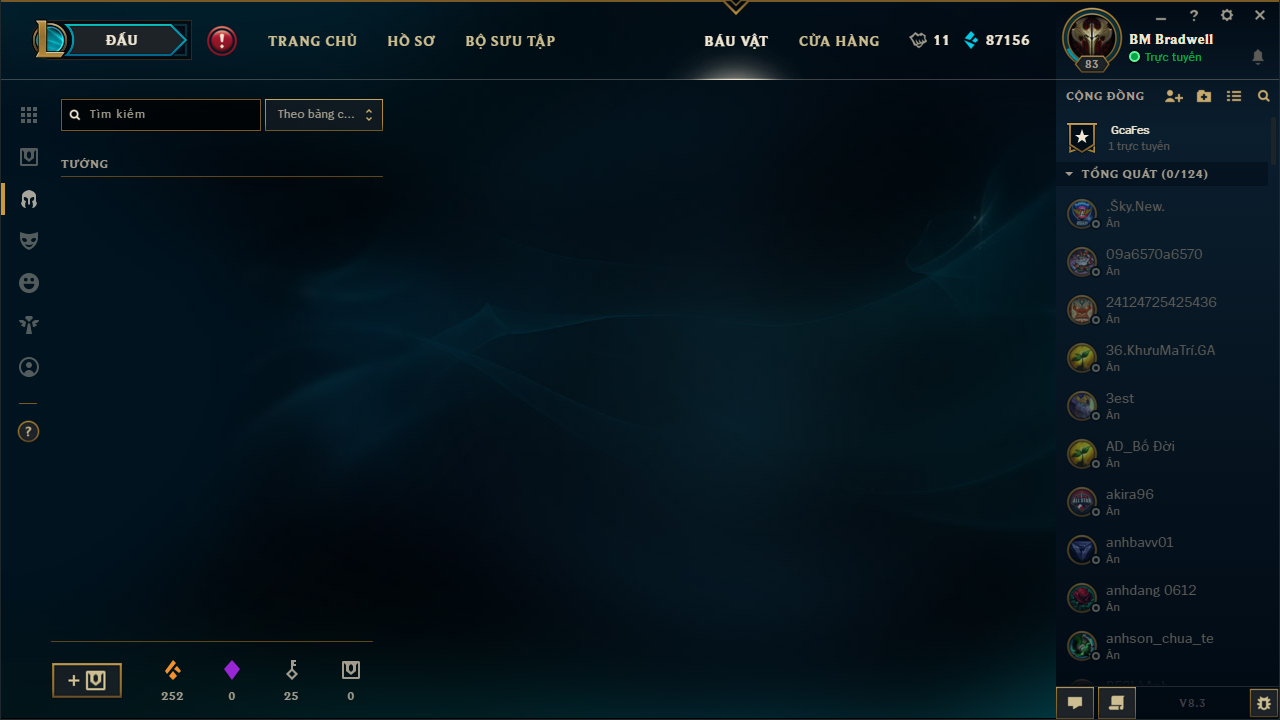 ĐẤU
TRANG CHỦ
HỒ SƠ
BỘ SƯU TẬP
BÁU VẬT
CỬA HÀNG
11
87156
83
BM Bradwell
Trực tuyến
Tìm kiếm
Theo bảng c...
TƯỚNG
CỘNG ĐỒNG
GcaFes
1 trực tuyến
TỔNG QUÁT (0/124)
.Šky.New.
Ẩn
09a6570a6570
Ẩn
24124725425436
Ẩn
36.KhưuMaTrí.GA
Ẩn
3est
Ẩn
AD_Bố Đời
Ẩn
akira96
Ẩn
anhbavv01
Ẩn
anhdang 0612
Ẩn
anhson_chua_te
Ẩn
252
0
25
0
V8.3